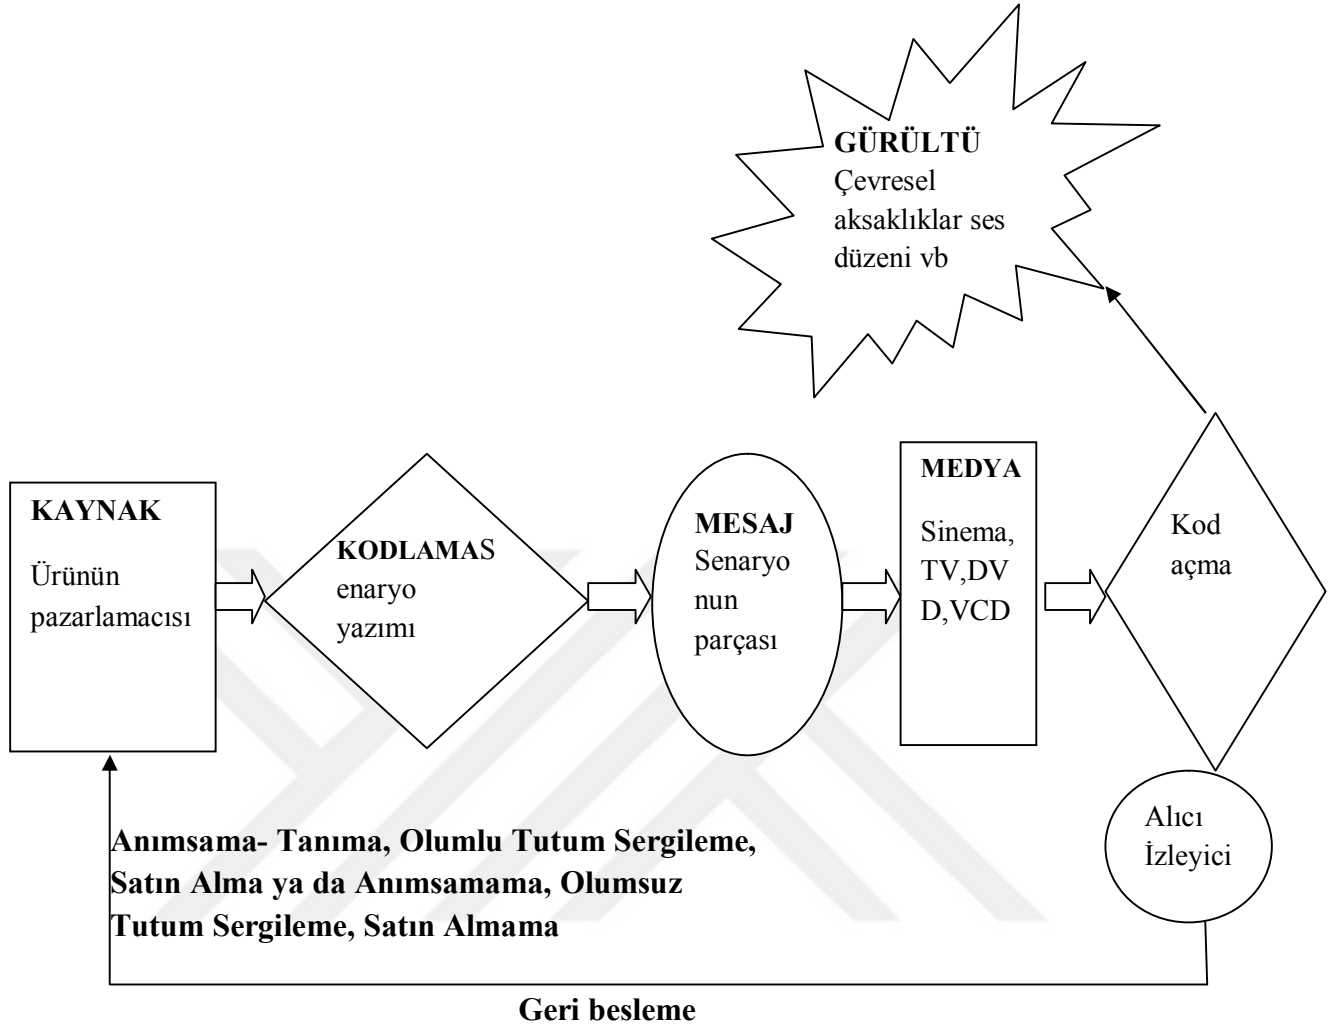 GÜRÜLTÜ
Çevresel
aksaklıklar ses
düzeni vb
KAYNAK
Ürünün
pazarlamacısı
KODLAMAS
enaryo
yazımı
MESAJ
Senaryo
nun
parçası
MEDYA
Sinema,
TV,DV
D,VCD
Kod
açma
Alıcı
İzleyici
Anımsama- Tanıma, Olumlu Tutum Sergileme,
Satın Alma ya da Anımsamama, Olumsuz
Tutum Sergileme, Satın Almama
Geri besleme